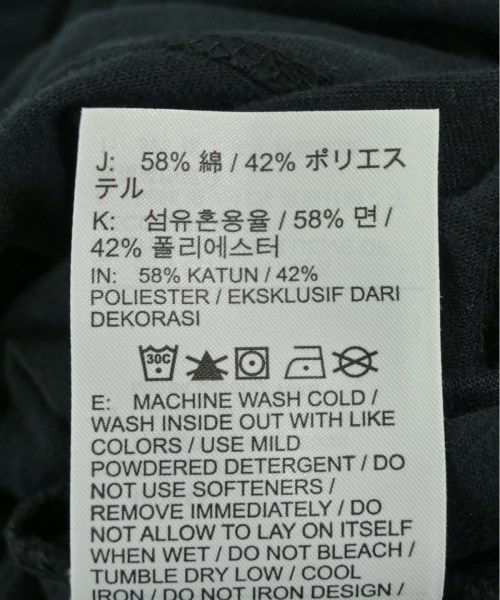 J: 58% 綿 / 42% ポリエス
テル
K: 섬유혼용율 / 58% 면 /
42% 폴리에스터
IN: 58% KATUN / 42%
POLIESTER / EKSKLUSIF DARI
DEKORASI
30C
E: MACHINE WASH COLD /
WASH INSIDE OUT WITH LIKE
COLORS / USE MILD
POWDERED DETERGENT / DO
NOT USE SOFTENERS /
REMOVE IMMEDIATELY / DO
NOT ALLOW TO LAY ON ITSELF
WHEN WET / DO NOT BLEACH /
TUMBLE DRY LOW / COOL
IRON / DO NOT IRON DESIGN /